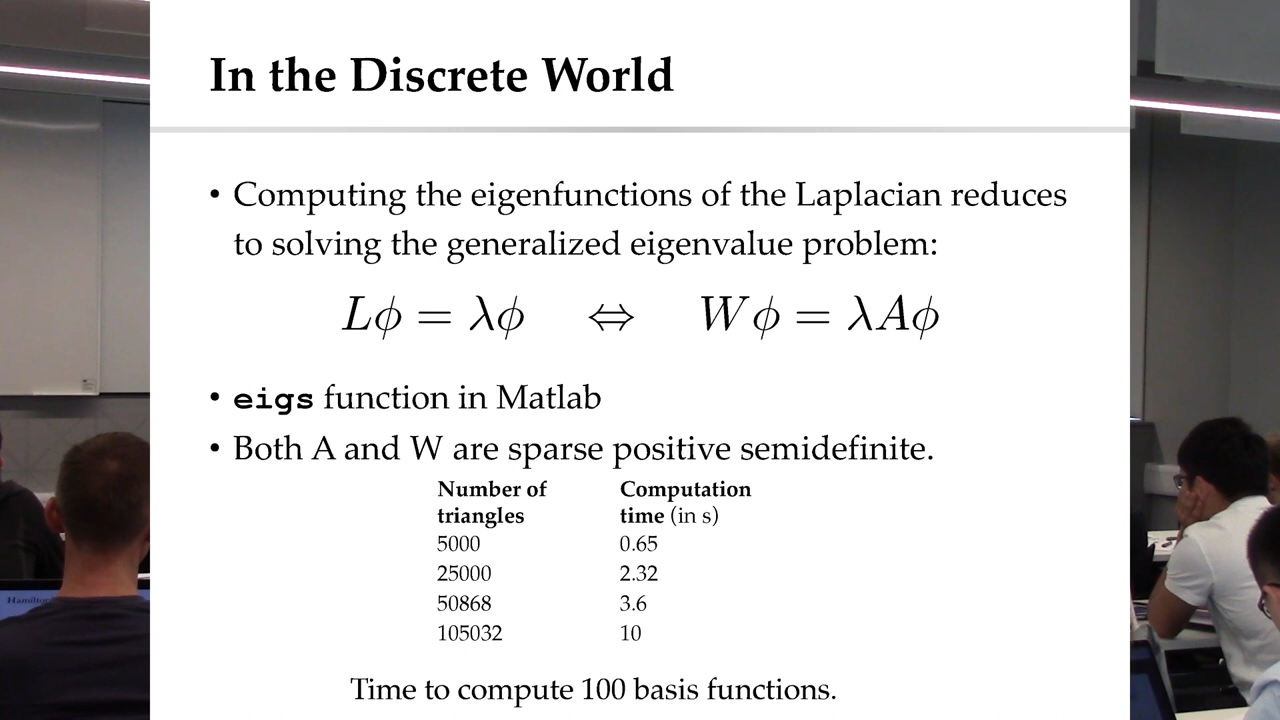 In the Discrete World
• Computing the eigenfunctions of the Laplacian reduces
to solving the generalized eigenvalue problem:
Lϕ = λϕ ⇔ Wϕ = λAϕ
• eigs function in Matlab
• Both A and W are sparse positive semidefinite.
Number of triangles Computation time (in s)
5000 0.65
25000 2.32
50868 3.6
105032 10
Time to compute 100 basis functions.